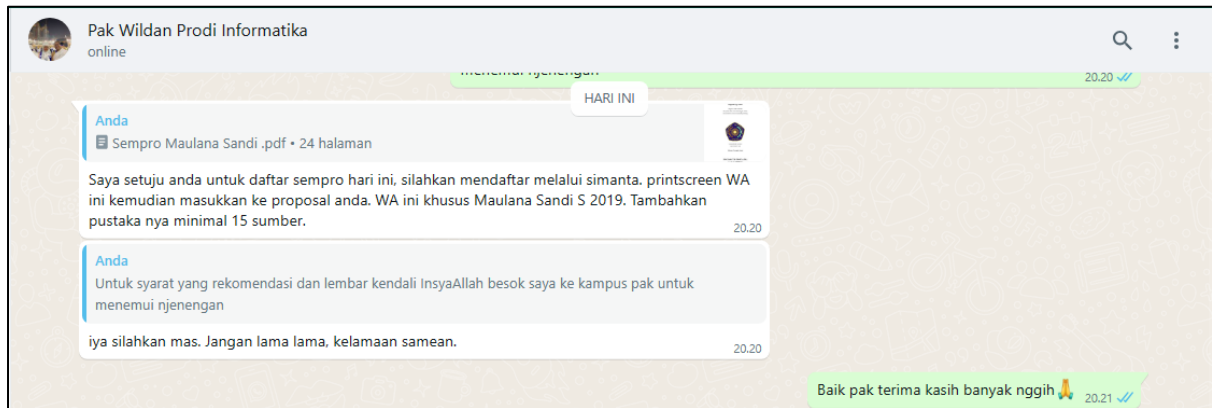 Pak Wildan Prodi Informatika
online
menemui njenengan
20.20
HARI INI
Anda
Sempro Maulana Sandi .pdf • 24 halaman
Saya setuju anda untuk daftar sempro hari ini, silahkan mendaftar melalui simanta. printscreen WA
ini kemudian masukkan ke proposal anda. WA ini khusus Maulana Sandi S 2019. Tambahkan
pustaka nya minimal 15 sumber.
20.20
Anda
Untuk syarat yang rekomendasi dan lembar kendali InsyaAllah besok saya ke kampus pak untuk
menemui njenengan
iya silahkan mas. Jangan lama lama, kelamaan samean.
20.20
Baik pak terima kasih banyak nggih🙏
20.21